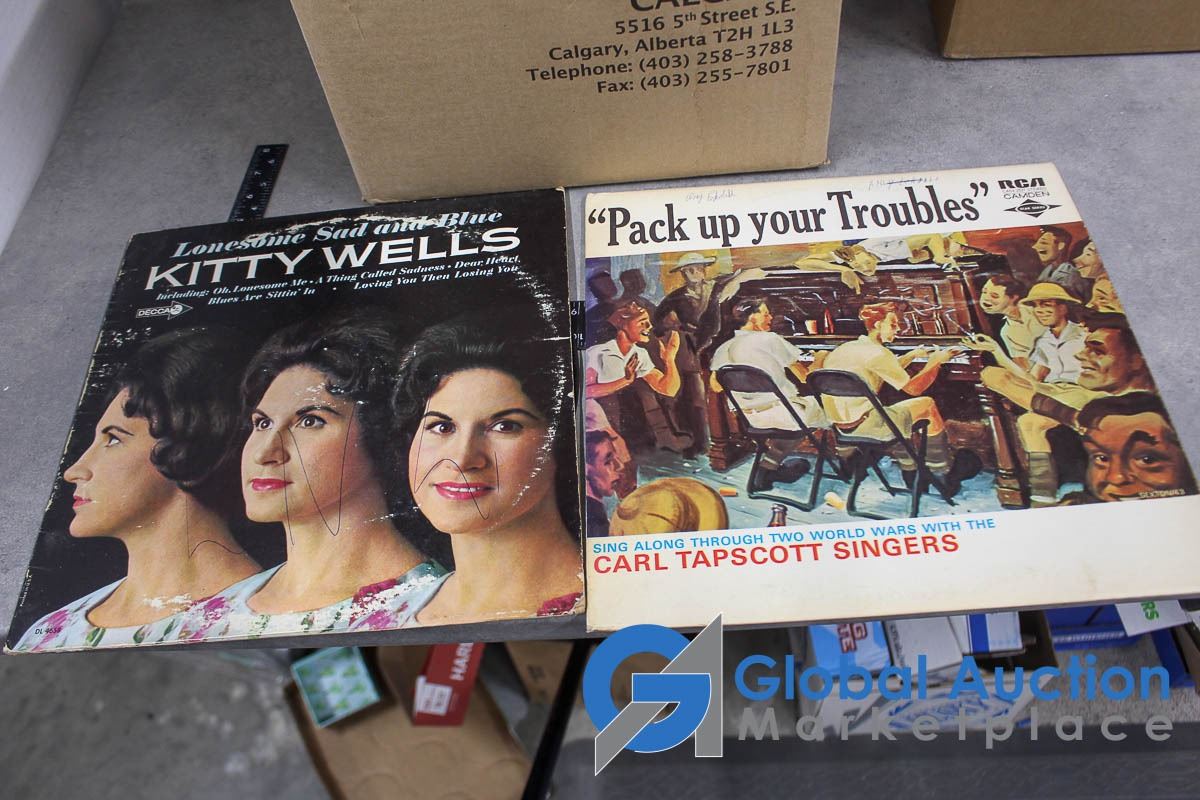 5516 5th Street S.E.
Calgary, Alberta T2H 1L3
Telephone: (403) 258-3788
Fax: (403) 255-7801
Lonesome Sad and Blue
KITTY WELLS
Including: Oh, Lonesome Me • A Thing Called Sadness • Dear Heart
Blues Are Sittin' In • Loving You Then Losing You
DECCA
DL 4658
"Pack up your Troubles"
RCA
CAMDEN
SING ALONG THROUGH TWO WORLD WARS WITH THE
CARL TAPSCOTT SINGERS
HARD
Global Auction
Marketplace